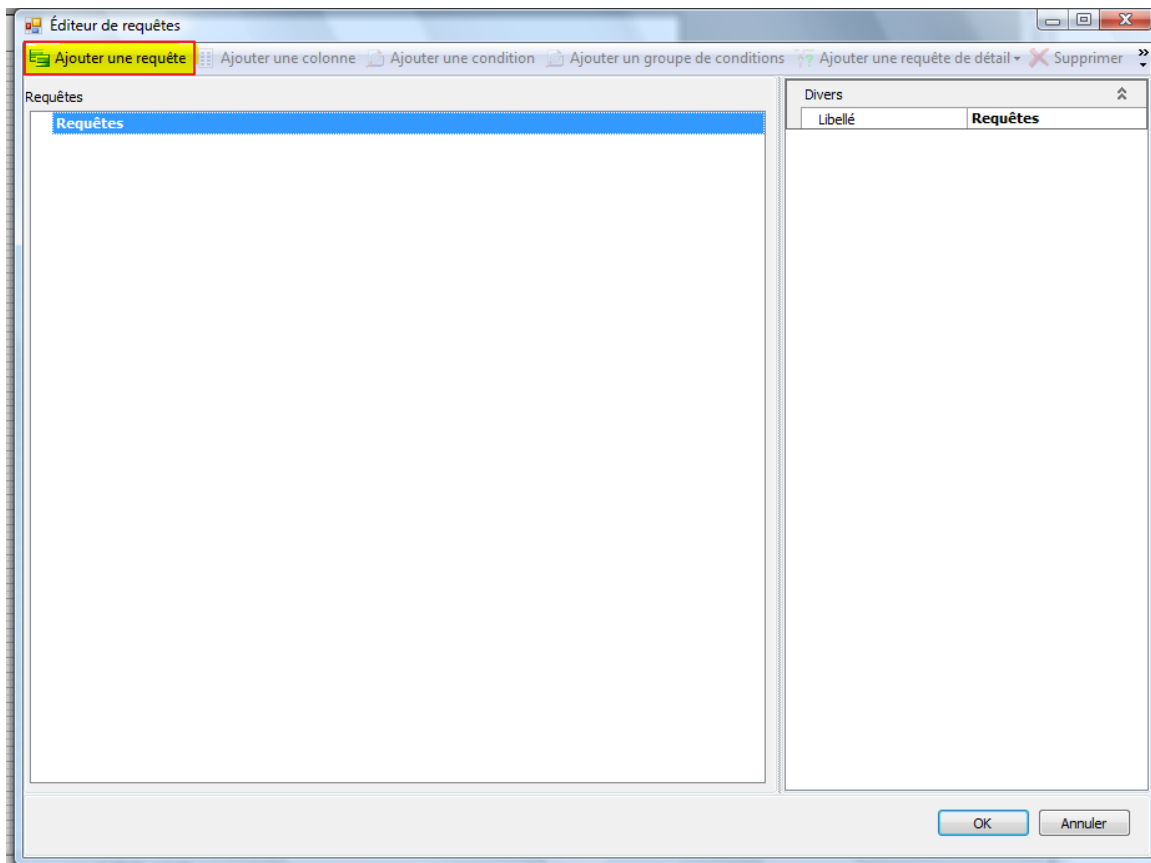 Éditeur de requêtes
Ajouter une requête Ajouter une colonne Ajouter une condition Ajouter un groupe de conditions Ajouter une requête de détail Supprimer
Requêtes
Requêtes
Divers
Libellé Requêtes
OK Annuler